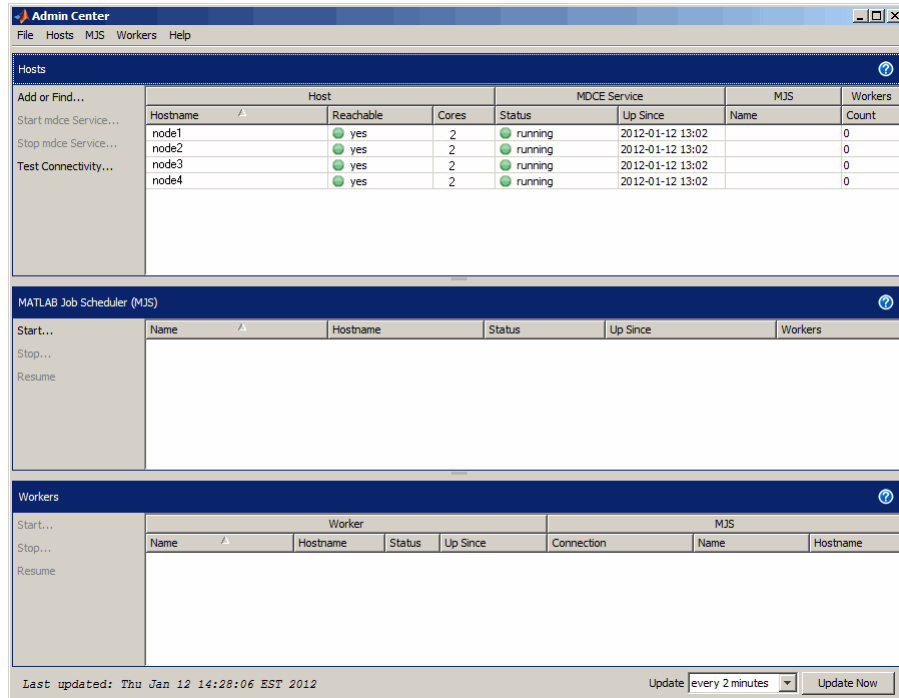 Admin Center
File Hosts MJS Workers Help
Hosts
Add or Find...
Start mdce Service...
Stop mdce Service...
Test Connectivity...
Host MDCE Service MJS Workers
Hostname Reachable Cores Status Up Since Name Count
node1 yes 2 running 2012-01-12 13:02 0
node2 yes 2 running 2012-01-12 13:02 0
node3 yes 2 running 2012-01-12 13:02 0
node4 yes 2 running 2012-01-12 13:02 0
MATLAB Job Scheduler (MJS)
Start...
Stop...
Resume
Name Hostname Status Up Since Workers
Workers
Start...
Stop...
Resume
Worker MJS
Name Hostname Status Up Since Connection Name Hostname
Last updated: Thu Jan 12 14:28:06 EST 2012
Update every 2 minutes Update Now